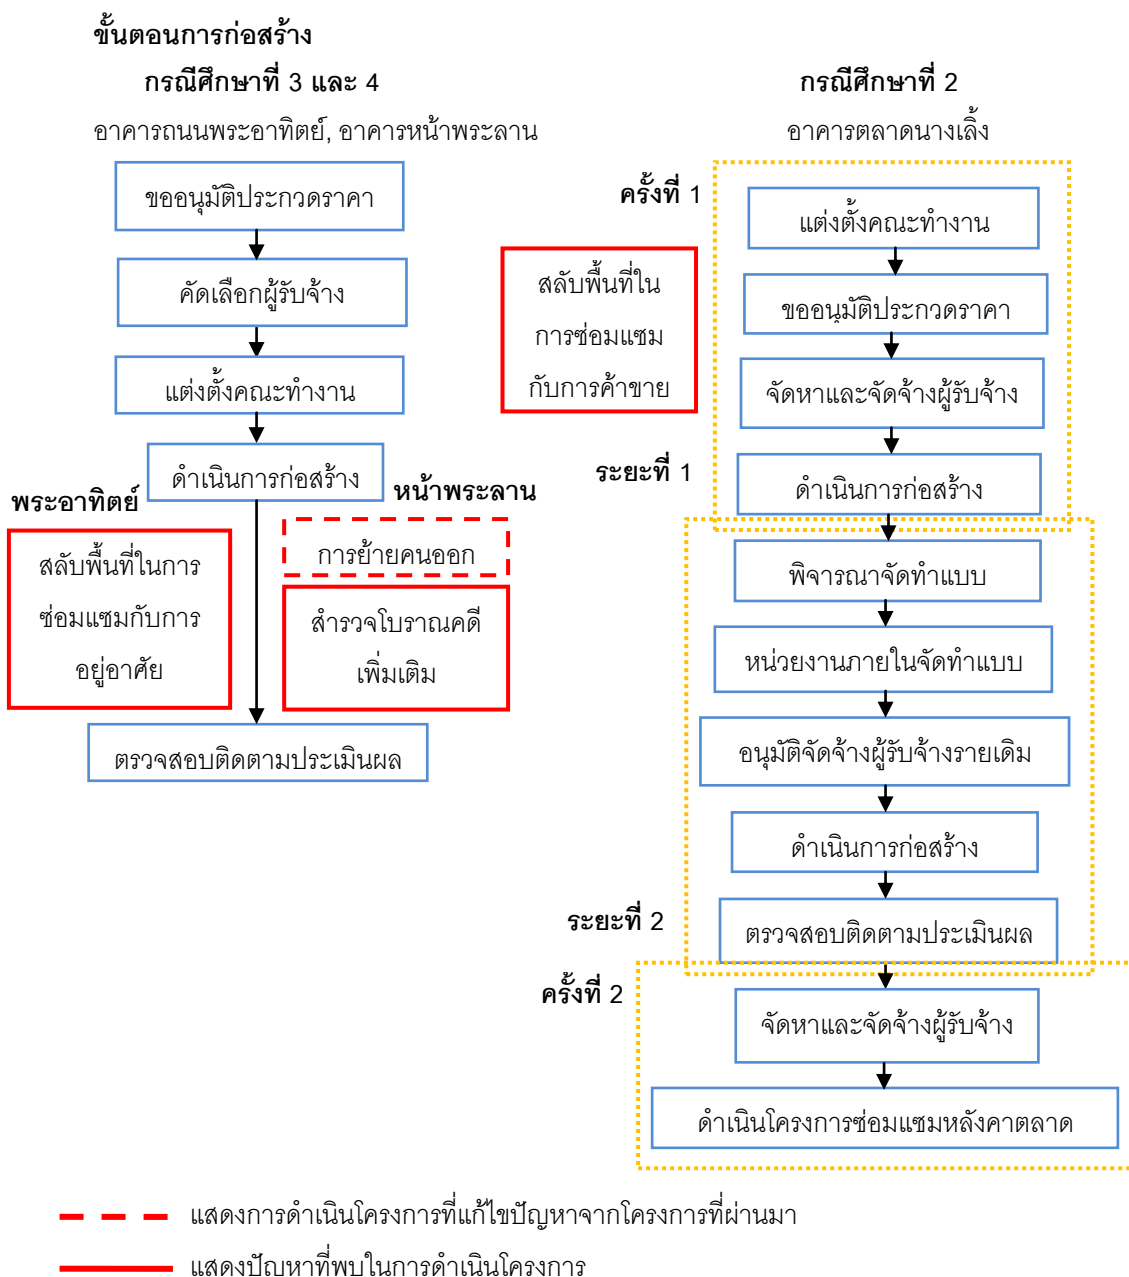 ขั้นตอนการก่อสร้าง
กรณีศึกษาที่ 3 และ 4
อาคารถนนพระอาทิตย์, อาคารหน้าพระลาน
ขออนุมัติประกวดราคา
คัดเลือกผู้รับจ้าง
แต่งตั้งคณะทำงาน
ดำเนินการก่อสร้าง
พระอาทิตย์
หน้าพระลาน
สลับพื้นที่ในการ
ซ่อมแซมกับการ
อยู่อาศัย
การย้ายคนออก
สำรวจโบราณคดี
เพิ่มเติม
ตรวจสอบติดตามประเมินผล
กรณีศึกษาที่ 2
อาคารตลาดนางเลิ้ง
ครั้งที่ 1
แต่งตั้งคณะทำงาน
สลับพื้นที่ใน
การซ่อมแซม
กับการค้าขาย
ขออนุมัติประกวดราคา
จัดหาและจัดจ้างผู้รับจ้าง
ระยะที่ 1
ดำเนินการก่อสร้าง
พิจารณาจัดทำแบบ
หน่วยงานภายในจัดทำแบบ
อนุมัติจัดจ้างผู้รับจ้างรายเดิม
ดำเนินการก่อสร้าง
ระยะที่ 2
ตรวจสอบติดตามประเมินผล
ครั้งที่ 2
จัดหาและจัดจ้างผู้รับจ้าง
ดำเนินโครงการซ่อมแซมหลังคาตลาด
แสดงการดำเนินโครงการที่แก้ไขปัญหาจากโครงการที่ผ่านมา
แสดงปัญหาที่พบในการดำเนินโครงการ